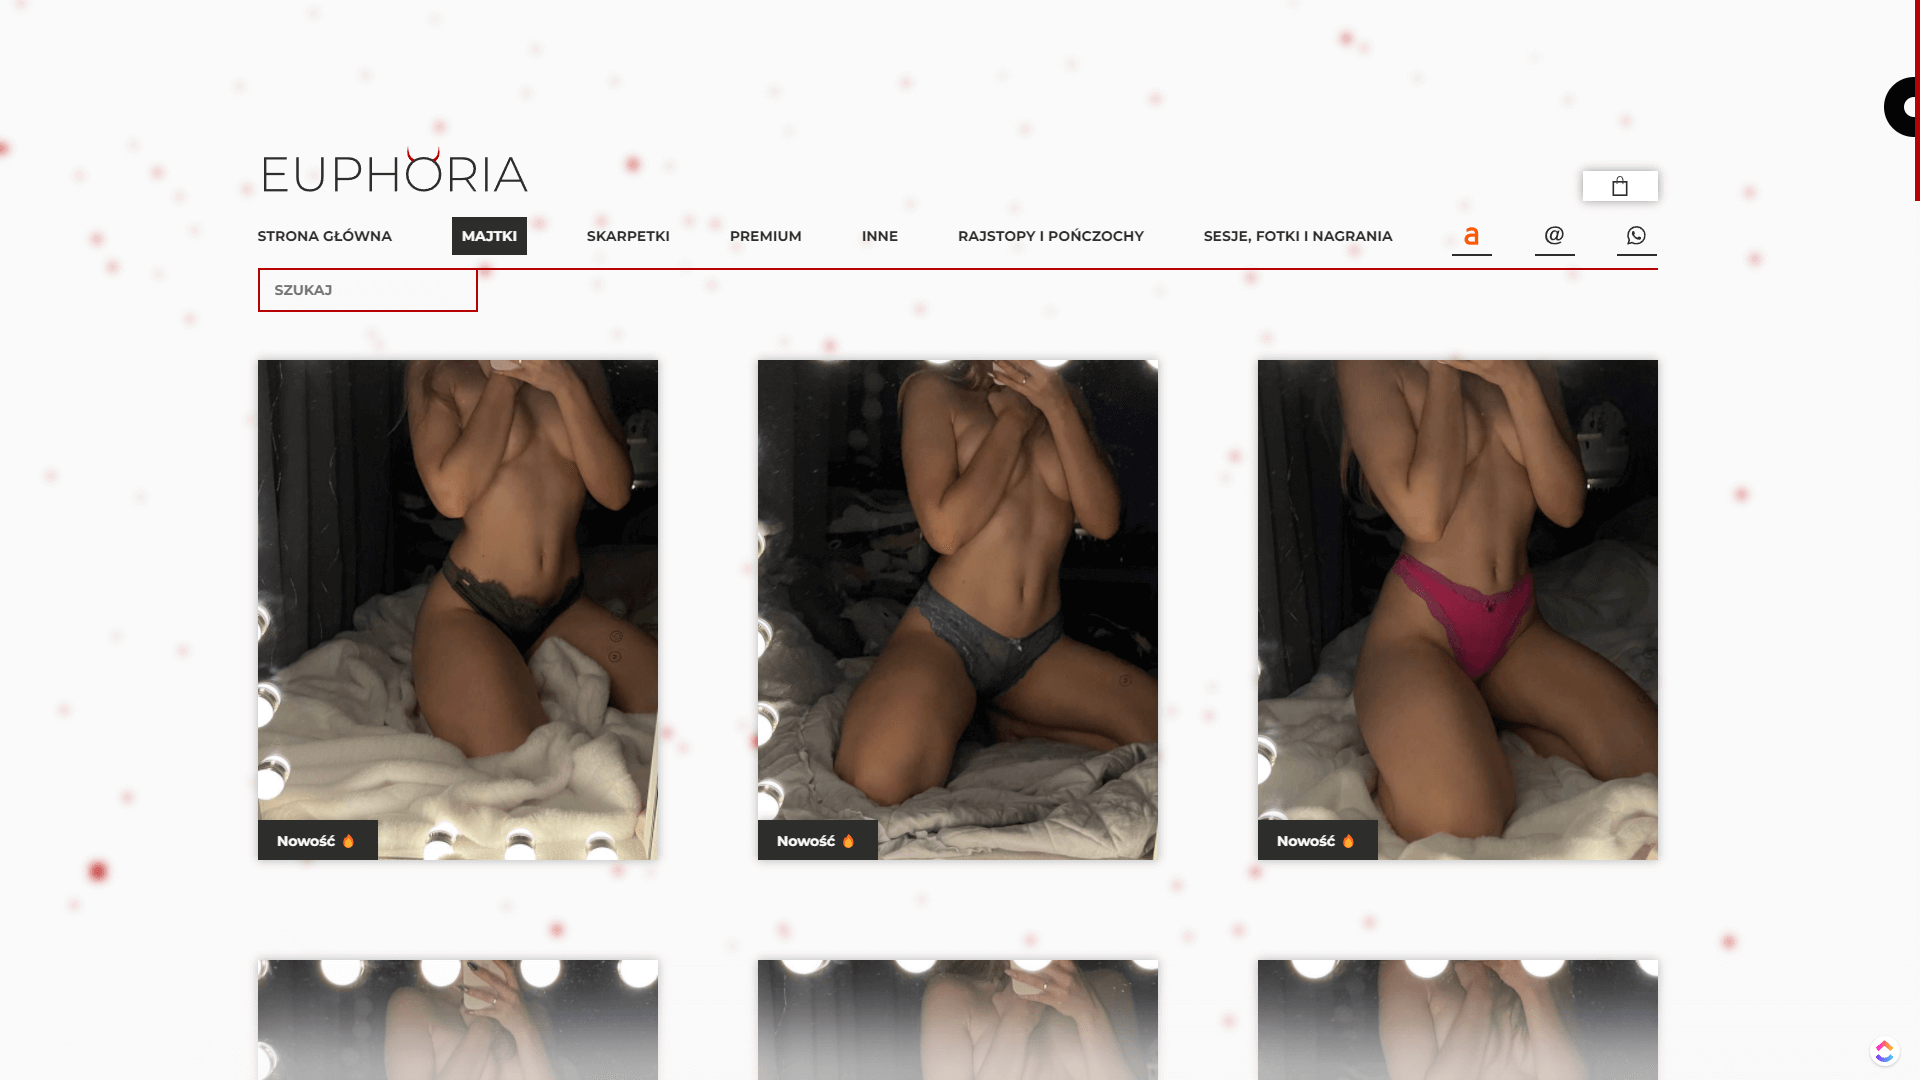 EUPHORIA
STRONA GŁÓWNA
MAJTKI
SKARPETKI
PREMIUM
INNE
RAJSTOPY I POŃCZOCHY
SESJE, FOTKI I NAGRANIA
a
@
SZUKAJ
Nowość 🔥
Nowość 🔥
Nowość 🔥